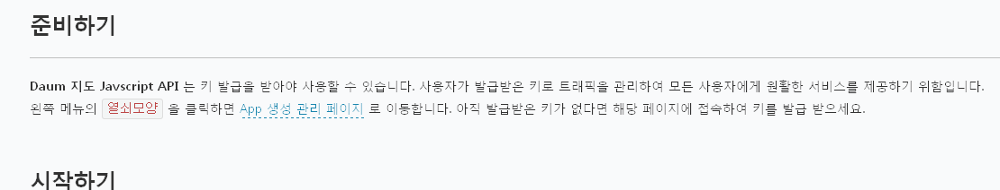 준비하기
Daum 지도 Javscript API 는 키 발급을 받아야 사용할 수 있습니다. 사용자가 발급받은 키로 트래픽을 관리하여 모든 사용자에게 원활한 서비스를 제공하기 위함입니다.
왼쪽 메뉴의 열쇠모양 을 클릭하면 App 생성 관리 페이지 로 이동합니다. 아직 발급받은 키가 없다면 해당 페이지에 접속하여 키를 발급 받으세요.
시작하기